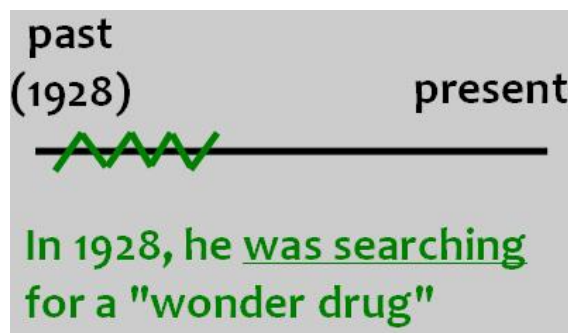 past
(1928) present
In 1928, he was searching
for a "wonder drug"